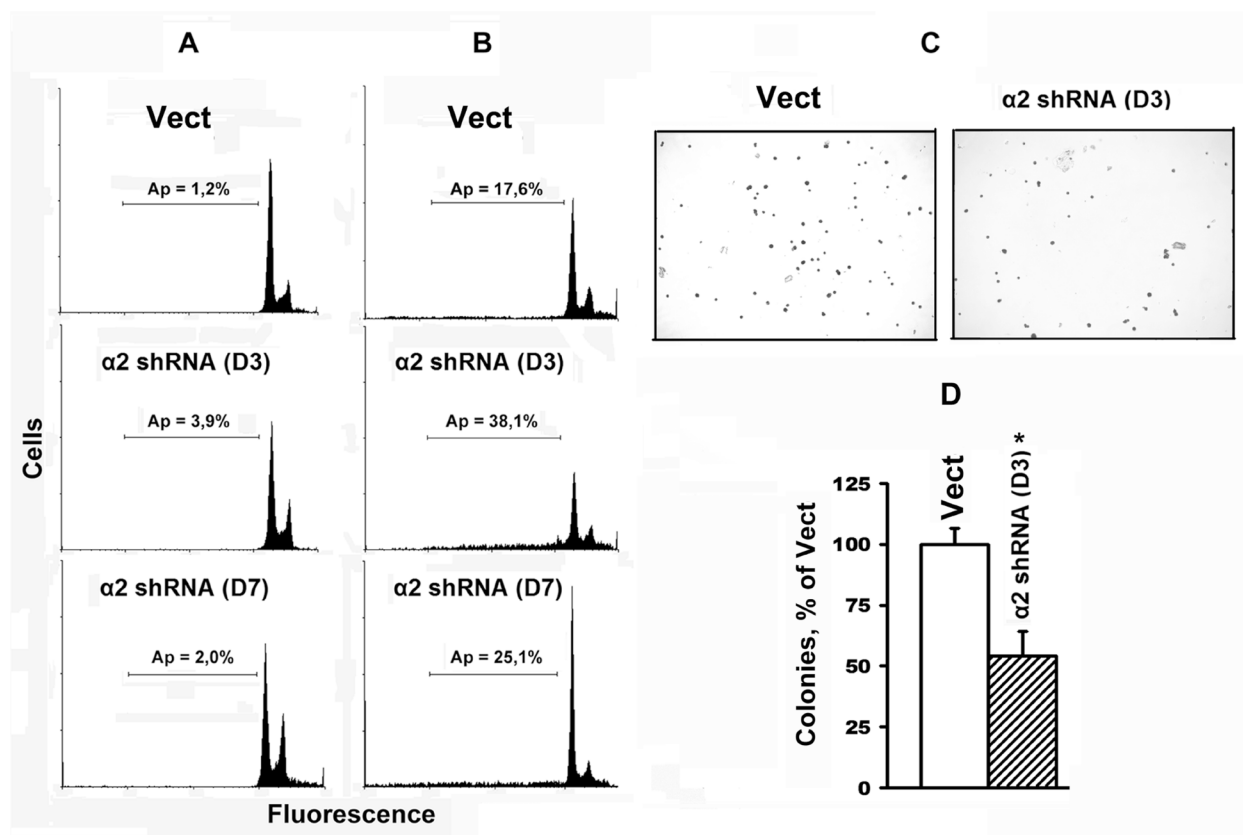 A
B
C
Vect
Vect
Vect
α2 shRNA (D3)
Ap = 1,2%
Ap = 17,6%
α2 shRNA (D3)
α2 shRNA (D3)
Ap = 3,9%
Ap = 38,1%
α2 shRNA (D7)
α2 shRNA (D7)
Ap = 2,0%
Ap = 25,1%
Cells
Fluorescence
D
Colonies, % of Vect
125
100
75
50
25
0
Vect
α2 shRNA (D3) *